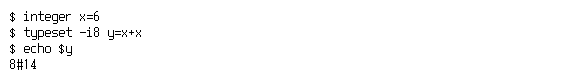 $ integer x=6
$ typeset -i8 y=x+x
$ echo $y
8#14